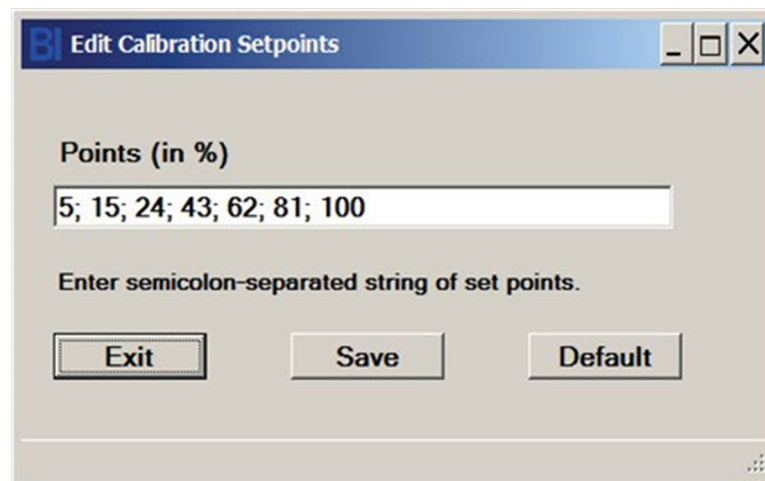 BI Edit Calibration Setpoints
Points (in %)
5; 15; 24; 43; 62; 81; 100
Enter semicolon-separated string of set points.
Exit Save Default